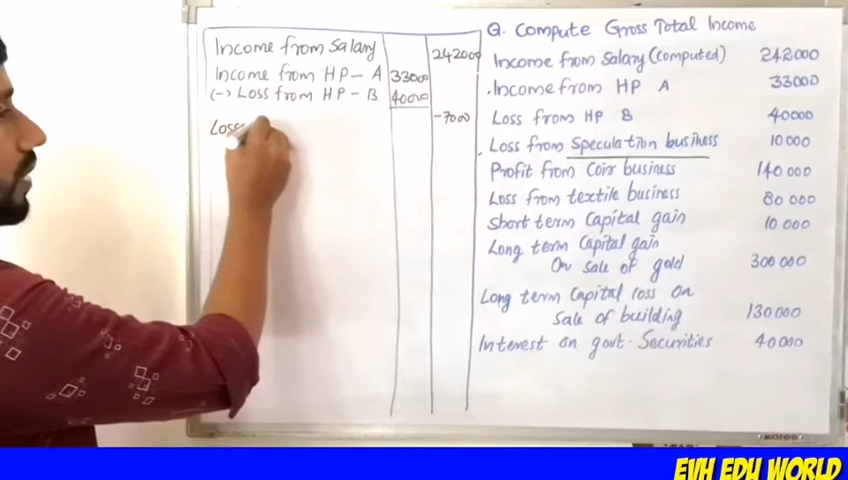 Income from Salary 242000
Income from HP - A 33000
(-) Loss from HP - B 40000
-7000
Loss
Q. Compute Gross Total Income
Income from Salary (computed) 242000
Income from HP A 33000
Loss from HP B 40000
Loss from Speculation business 10000
Profit from Coir business 140000
Loss from textile business 80000
Short term Capital gain 10000
Long term Capital gain
On Sale of gold 300000
Long term Capital loss on
Sale of building 130000
Interest on govt. Securities 40000
kores
EVH EDU WORLD